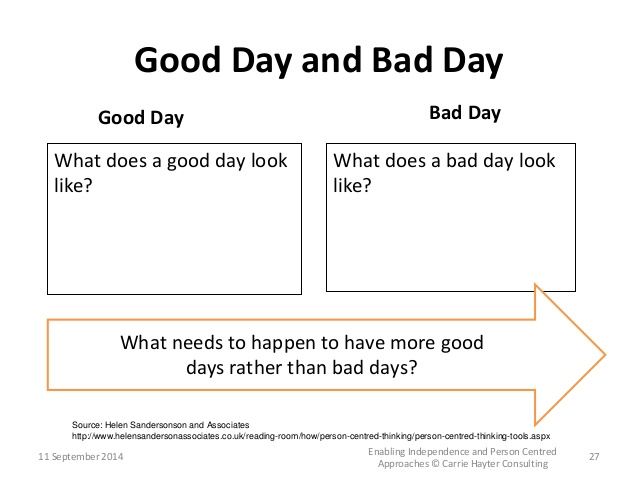 Good Day and Bad Day
Good Day
Bad Day
What does a good day look
like?
What does a bad day look
like?
What needs to happen to have more good
days rather than bad days?
Source: Helen Sandersonson and Associates
http://www.helensandersonassociates.co.uk/reading-room/how/person-centred-thinking/person-centred-thinking-tools.aspx
11 September 2014
Enabling Independence and Person Centred
Approaches © Carrie Hayter Consulting
27